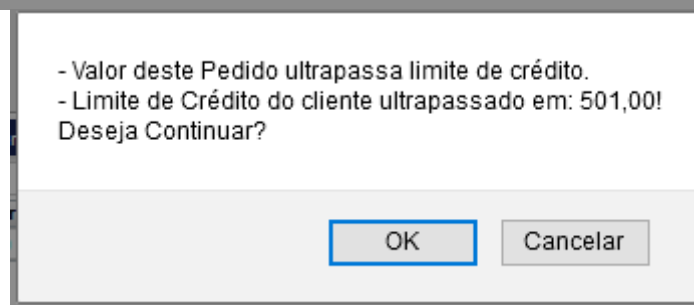 - Valor deste Pedido ultrapassa limite de crédito.
- Limite de Crédito do cliente ultrapassado em: 501,00!
Deseja Continuar?
OK
Cancelar